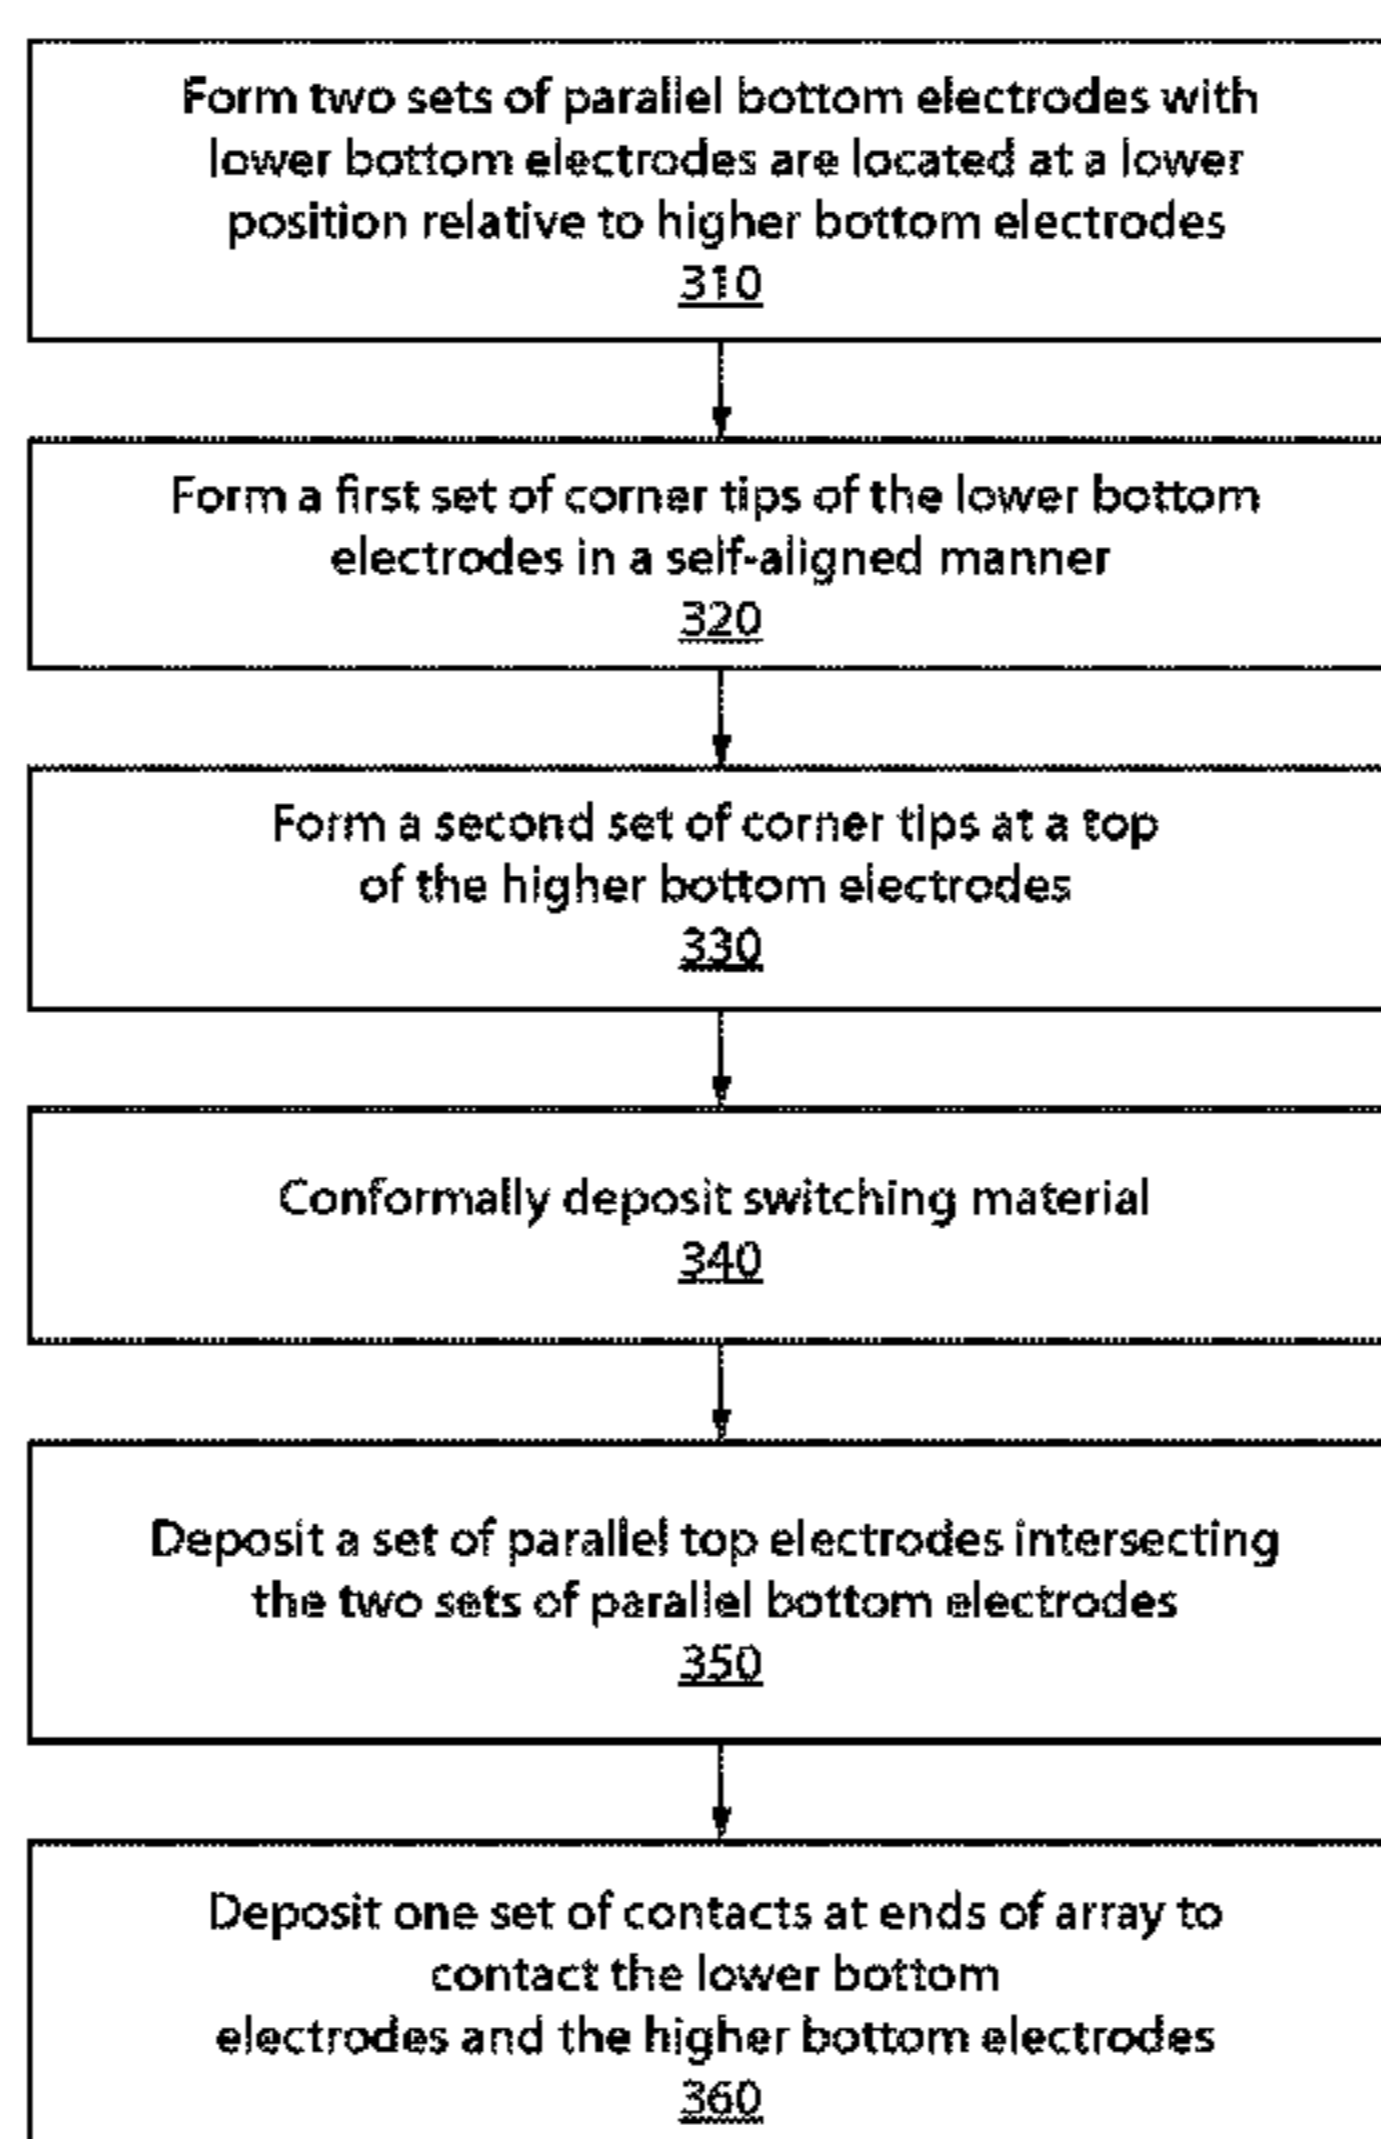 Form two sets of parallel bottom electrodes with
lower bottom electrodes are located at a lower
position relative to higher bottom electrodes
310
Form a first set of corner tips of the lower bottom
electrodes in a self-aligned manner
320
Form a second set of corner tips at a top
of the higher bottom electrodes
330
Conformally deposit switching material
340
Deposit a set of parallel top electrodes intersecting
the two sets of parallel bottom electrodes
350
Deposit one set of contacts at ends of array to
contact the lower bottom
electrodes and the higher bottom electrodes
360